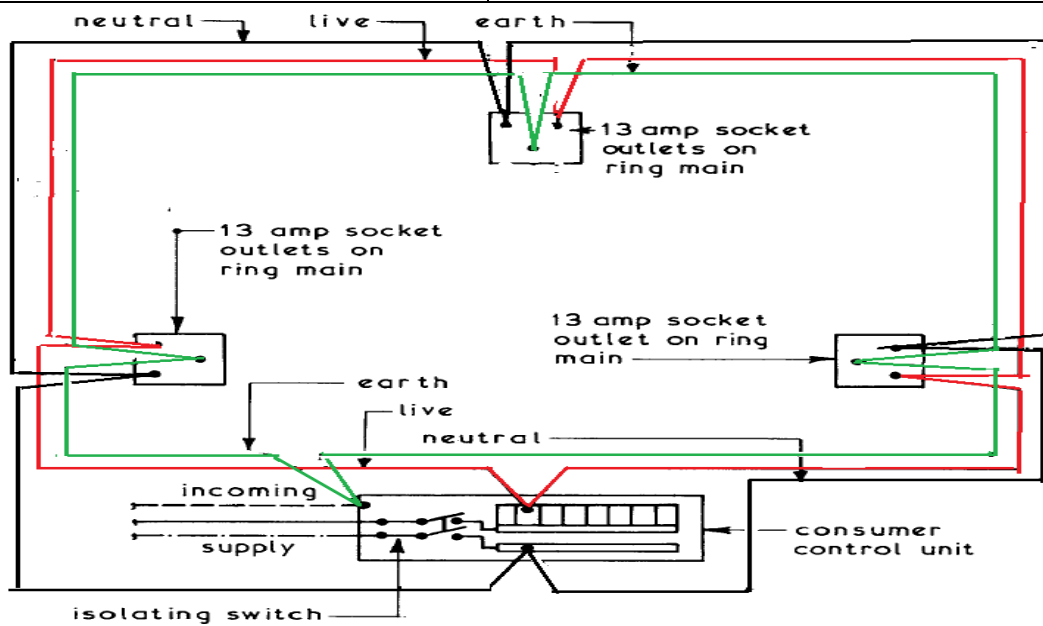 neutral
live
earth
13 amp socket
outlets on
ring main
13 amp socket
outlets on
ring main
13 amp socket
outlet on ring
main
earth
live
neutral
incoming
supply
consumer
control unit
isolating switch